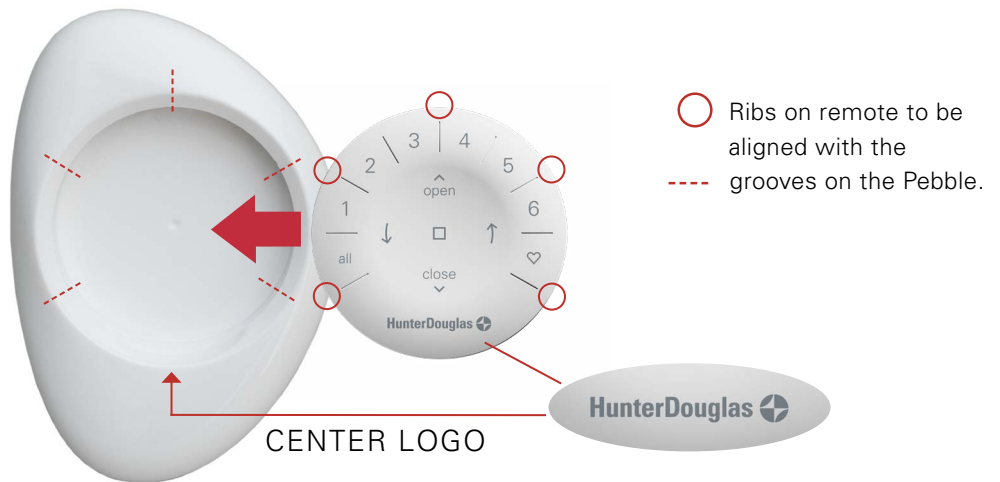 3 4
2 5
open
1 6
all
close
HunterDouglas
Ribs on remote to be
aligned with the
grooves on the Pebble.
HunterDouglas
CENTER LOGO